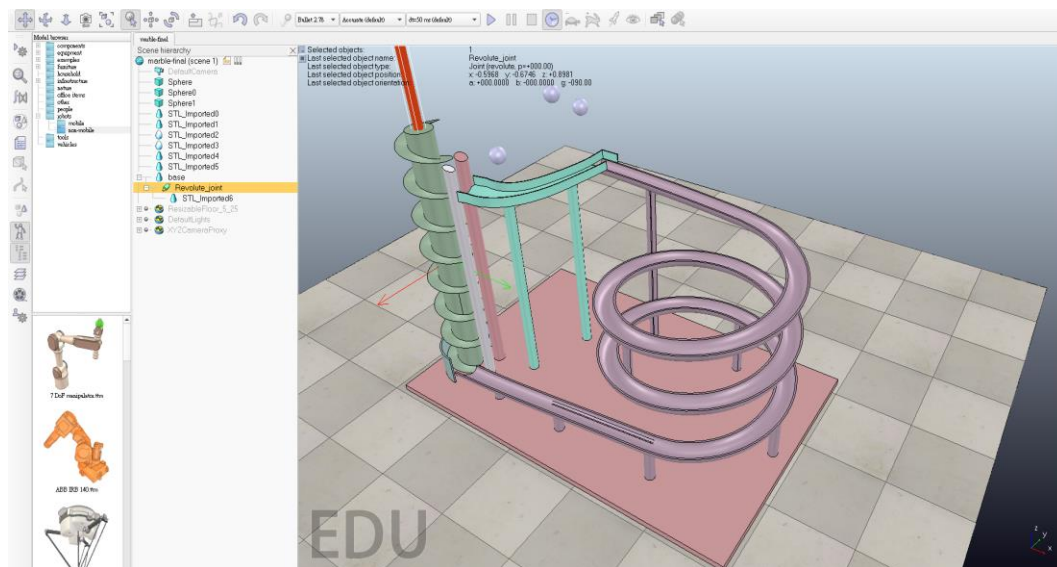 Bullet 2.78
Accurate (default)
dt=50 ms (default)
Model browser
components
equipment
examples
furniture
household
infrastructure
nature
office items
other
people
robots
mobile
non-mobile
tools
vehicles
7 DoF manipulator.ttm
ABB IRB 140.ttm
marble-final
Scene hierarchy
marble-final (scene 1)
DefaultCamera
Sphere
Sphere0
Sphere1
STL_Imported0
STL_Imported1
STL_Imported2
STL_Imported3
STL_Imported4
STL_Imported5
base
Revolute_joint
STL_Imported6
ResizableFloor_5_25
DefaultLights
XYZCameraProxy
Selected objects: 1
Last selected object name: Revolute_joint
Last selected object type: Joint (revolute, p=+000.00)
Last selected object position: x: -0.5968 y: -0.6746 z: +0.8981
Last selected object orientation: a: +000.0000 b: -000.0000 g: -090.00
EDU
z
y
x